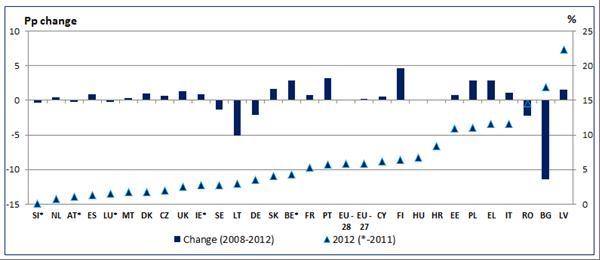 Pp change %
10 25
5 20
0 15
-5 10
-10 5
-15 0
SI* NL AT* ES LU* MT DK CZ UK IE* SE LT DE SK BE* FR PT EU - 28 EU - 27 CY FI HU HR EE PL EL IT RO BG LV
Change (2008-2012) 2012 (*-2011)